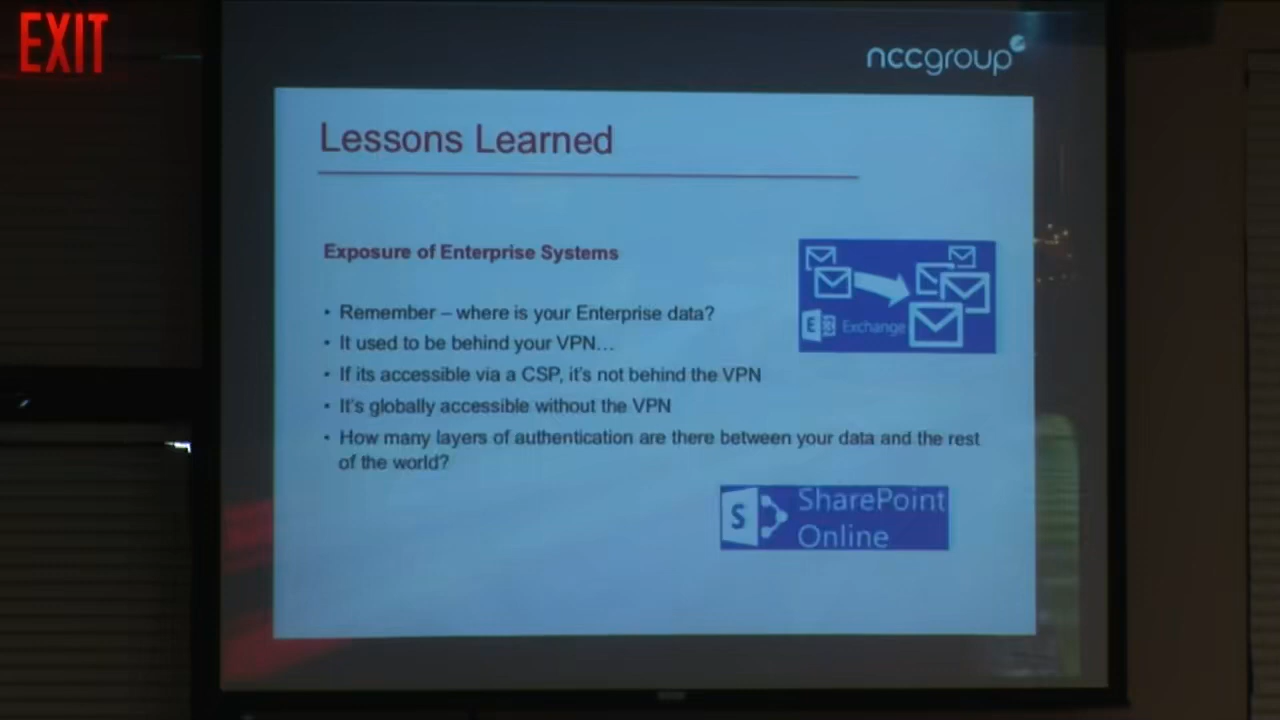 EXIT
nccgroup
Lessons Learned
Exposure of Enterprise Systems
• Remember – where is your Enterprise data?
• It used to be behind your VPN…
• If its accessible via a CSP, it's not behind the VPN
• It's globally accessible without the VPN
• How many layers of authentication are there between your data and the rest
of the world?
E
Exchange
S
SharePoint
Online